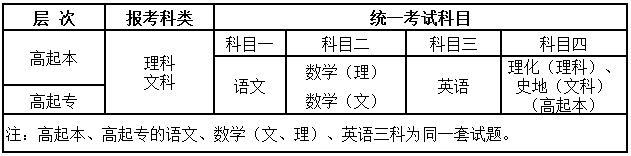 层 次 报考科类 统一考试科目
高起本 理科 文科 科目一 科目二 科目三 科目四
语文 数学（理） 英语 理化（理科）、
高起专 数学（文） 史地（文科）
（高起本）
注：高起本、高起专的语文、数学（文、理）、英语三科为同一套试题。